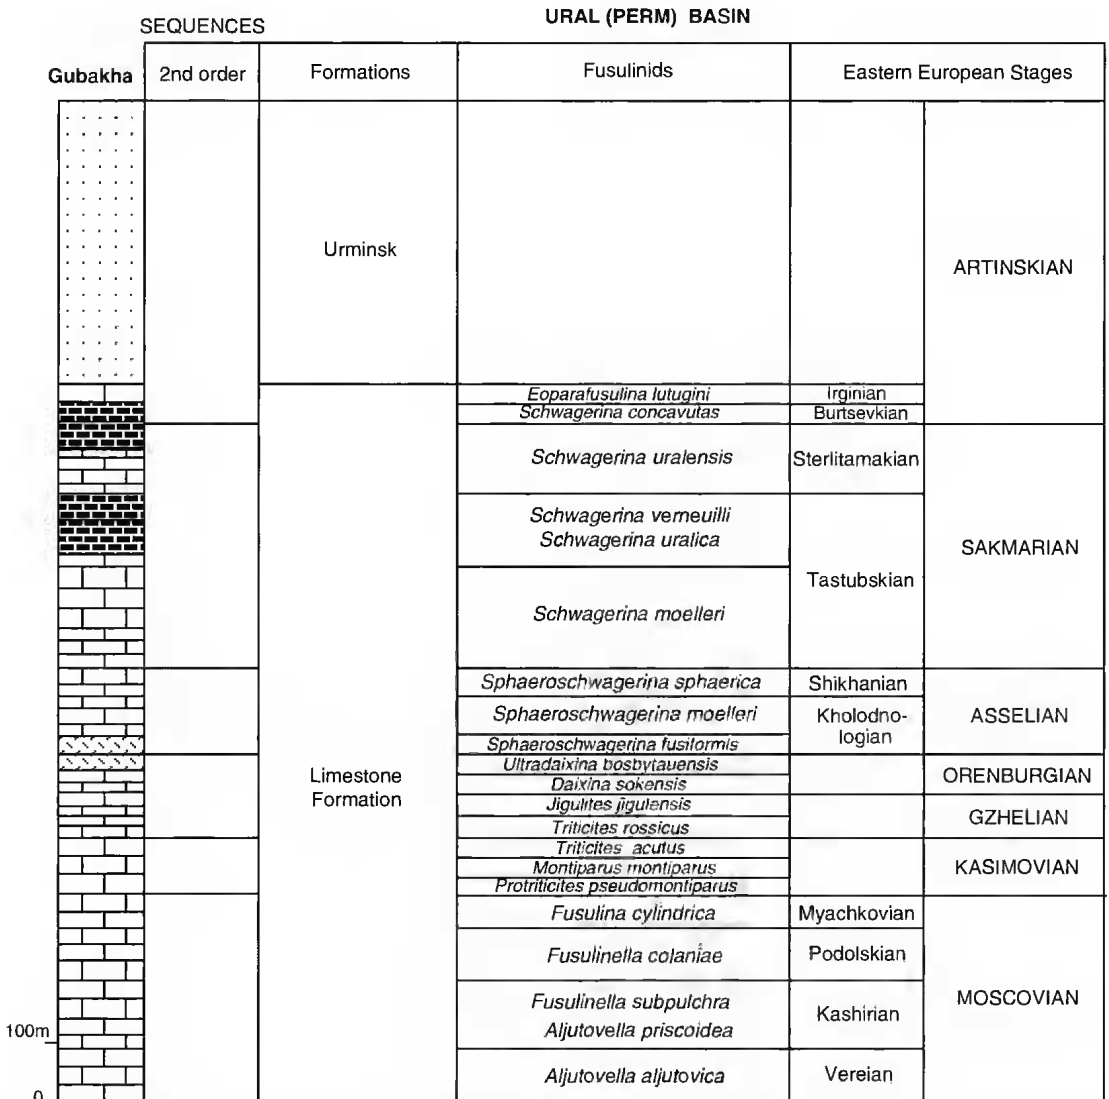 URAL (PERM) BASIN
SEQUENCES
Gubakha 2nd order Formations Fusulinids Eastern European Stages
Urminsk
ARTINSKIAN
Eoparafusulina lutugini Irginian
Schwagerina concavutas Burtsevkian
Schwagerina uralensis Sterlitamakian
Schwagerina verneuilli
Schwagerina uralica
SAKMARIAN
Tastubskian
Schwagerina moelleri
Sphaeroschwagerina sphaerica Shikhanian
Sphaeroschwagerina moelleri Kholodno-
logian
ASSELIAN
Sphaeroschwagerina fusiformis
Ultradaixina bosbytauensis
Limestone
Formation
ORENBURGIAN
Daixina sokensis
Jigulites jigulensis
GZHELIAN
Triticites rossicus
Triticites acutus
Montiparus montiparus KASIMOVIAN
Protriticites pseudomontiparus
Fusulina cylindrica Myachkovian
Fusulinella colaniae Podolskian
MOSCOVIAN
Fusulinella subpulchra
Kashirian
Aljutovella priscoidea
100m
Aljutovella aljutovica Vereian
0